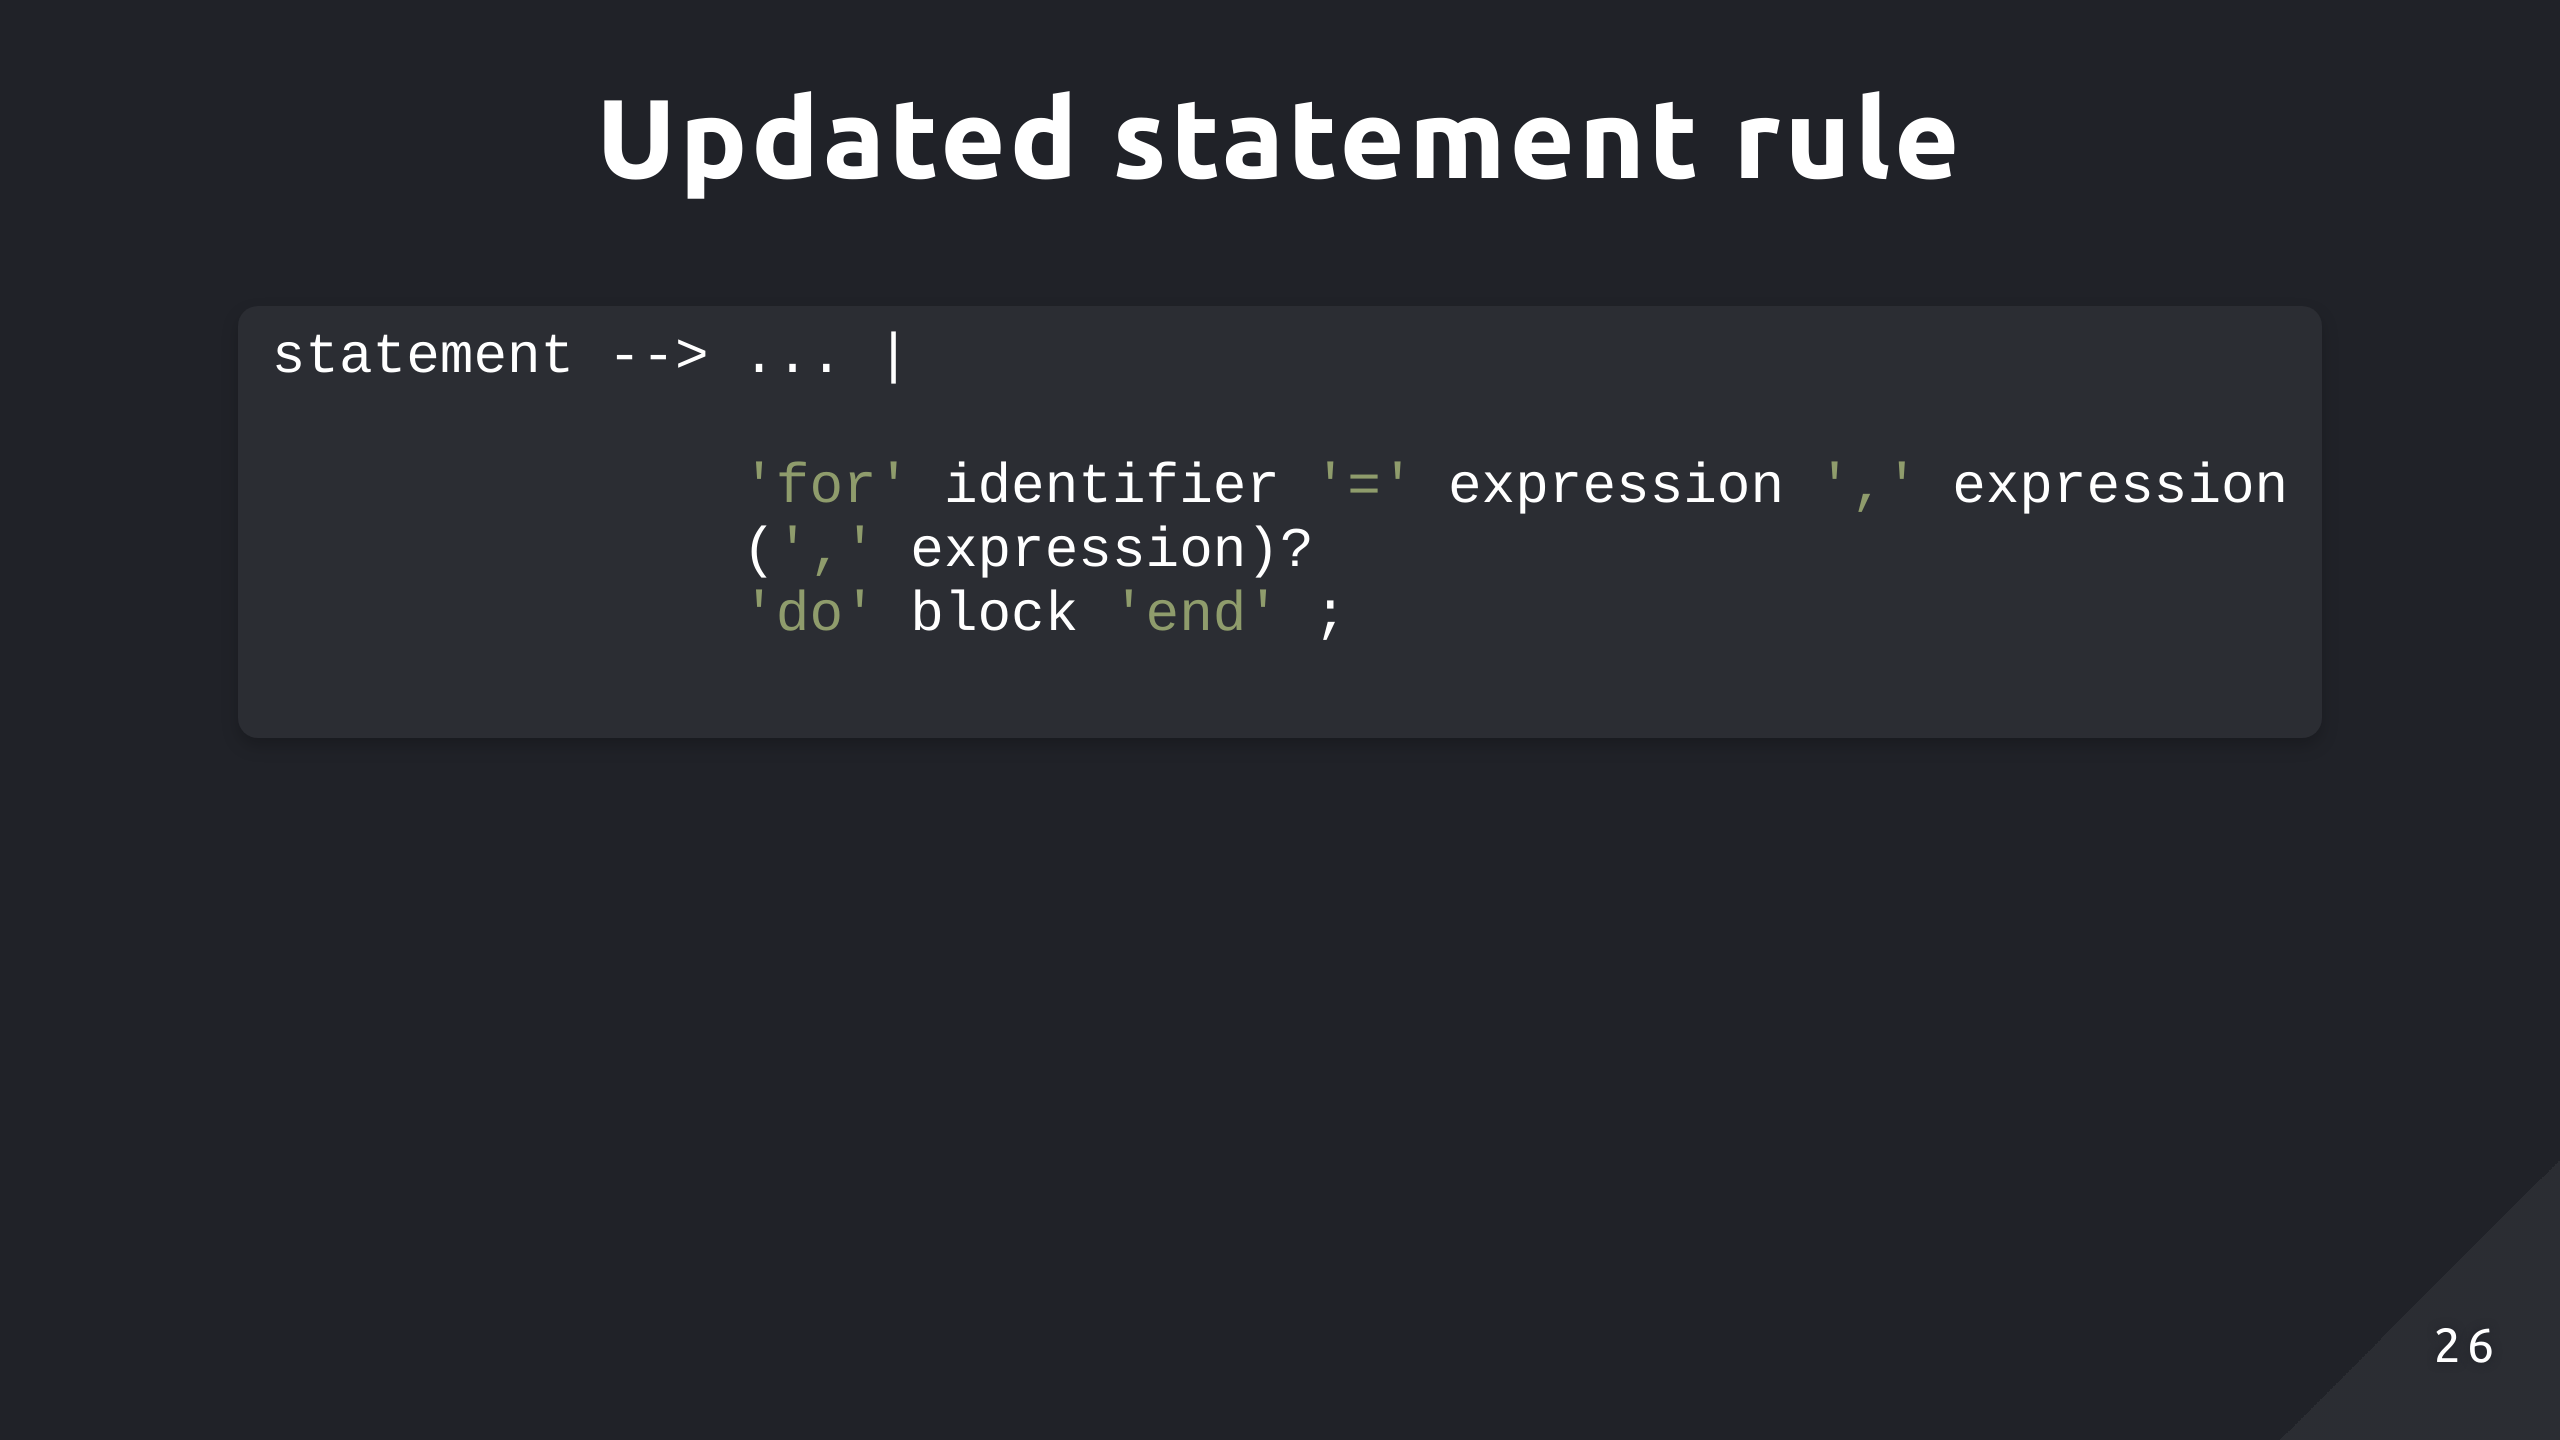 Updated statement rule
statement --> ... |
'for' identifier '=' expression ',' expression
(',' expression)?
'do' block 'end' ;
26